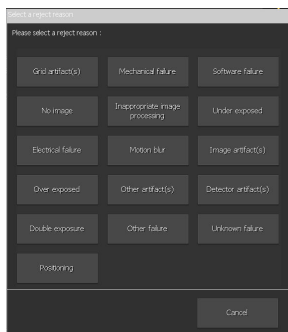 Select a reject reason
Please select a reject reason :
Grid artifact(s)
Mechanical failure
Software failure
No image
Inappropriate image
processing
Under exposed
Electrical failure
Motion blur
Image artifact(s)
Over exposed
Other artifact(s)
Detector artifact(s)
Double exposure
Other failure
Unknown failure
Positioning
Cancel